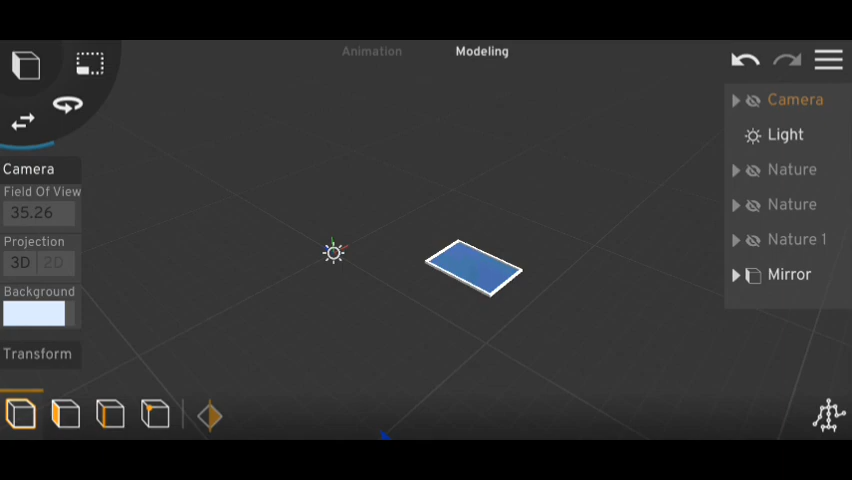 Animation
Modeling
Camera
Light
Nature
Nature
Nature 1
Mirror
Camera
Field Of View
35.26
Projection
3D 2D
Background
Transform